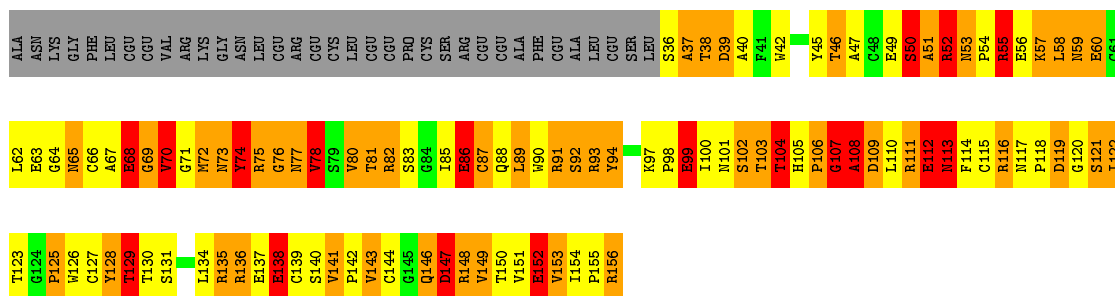 ALA ASN LYS GLY PHE LEU CGU CGU VAL ARG LYS GLY ASN LEU CGU ARG CGU CYS LEU CGU CGU PRO CYS SER ARG CGU CGU ALA PHE CGU ALA LEU CGU SER LEU S36 A37 T38 D39 A40 F41 W42 Y45 T46 A47 C48 E49 S50 A51 R52 N53 P54 R55 E56 K57 L58 N59 E60 C61
L62 E63 G64 N65 C66 A67 E68 G69 V70 G71 M72 N73 Y74 R75 G76 N77 V78 S79 V80 T81 R82 S83 G84 I85 E86 C87 Q88 L89 W90 R91 S92 R93 Y94 K97 P98 E99 I100 N101 S102 T103 T104 H105 P106 G107 A108 D109 L110 R111 E112 N113 F114 C115 R116 N117 P118 D119 G120 S121 I122
T123 G124 P125 W126 C127 Y128 T129 T130 S131 L134 R135 R136 E137 E138 C139 S140 V141 P142 V143 C144 G145 Q146 D147 R148 V149 T150 V151 E152 V153 I154 P155 R156